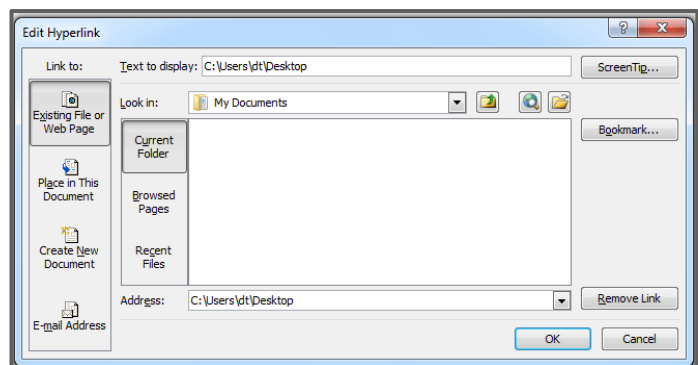 Edit Hyperlink
Link to:
Text to display: C:\Users\dt\Desktop
ScreenTip...
Existing File or
Web Page
Look in: My Documents
Bookmark...
Current
Folder
Place in This
Document
Browsed
Pages
Create New
Document
Recent
Files
E-mail Address
Address: C:\Users\dt\Desktop
Remove Link
OK
Cancel